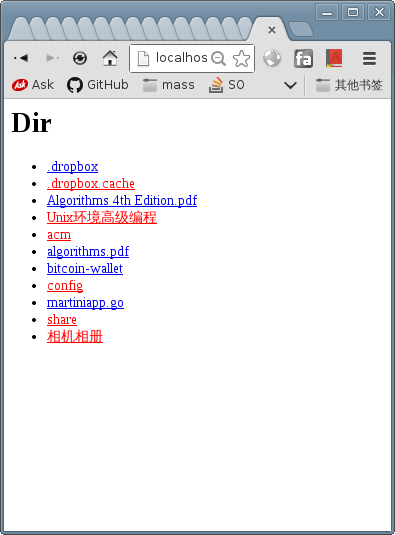 localhos
Ask GitHub mass SO 其他书签
Dir
.dropbox
.dropbox.cache
Algorithms 4th Edition.pdf
Unix环境高级编程
acm
algorithms.pdf
bitcoin-wallet
config
martiniapp.go
share
相机相册